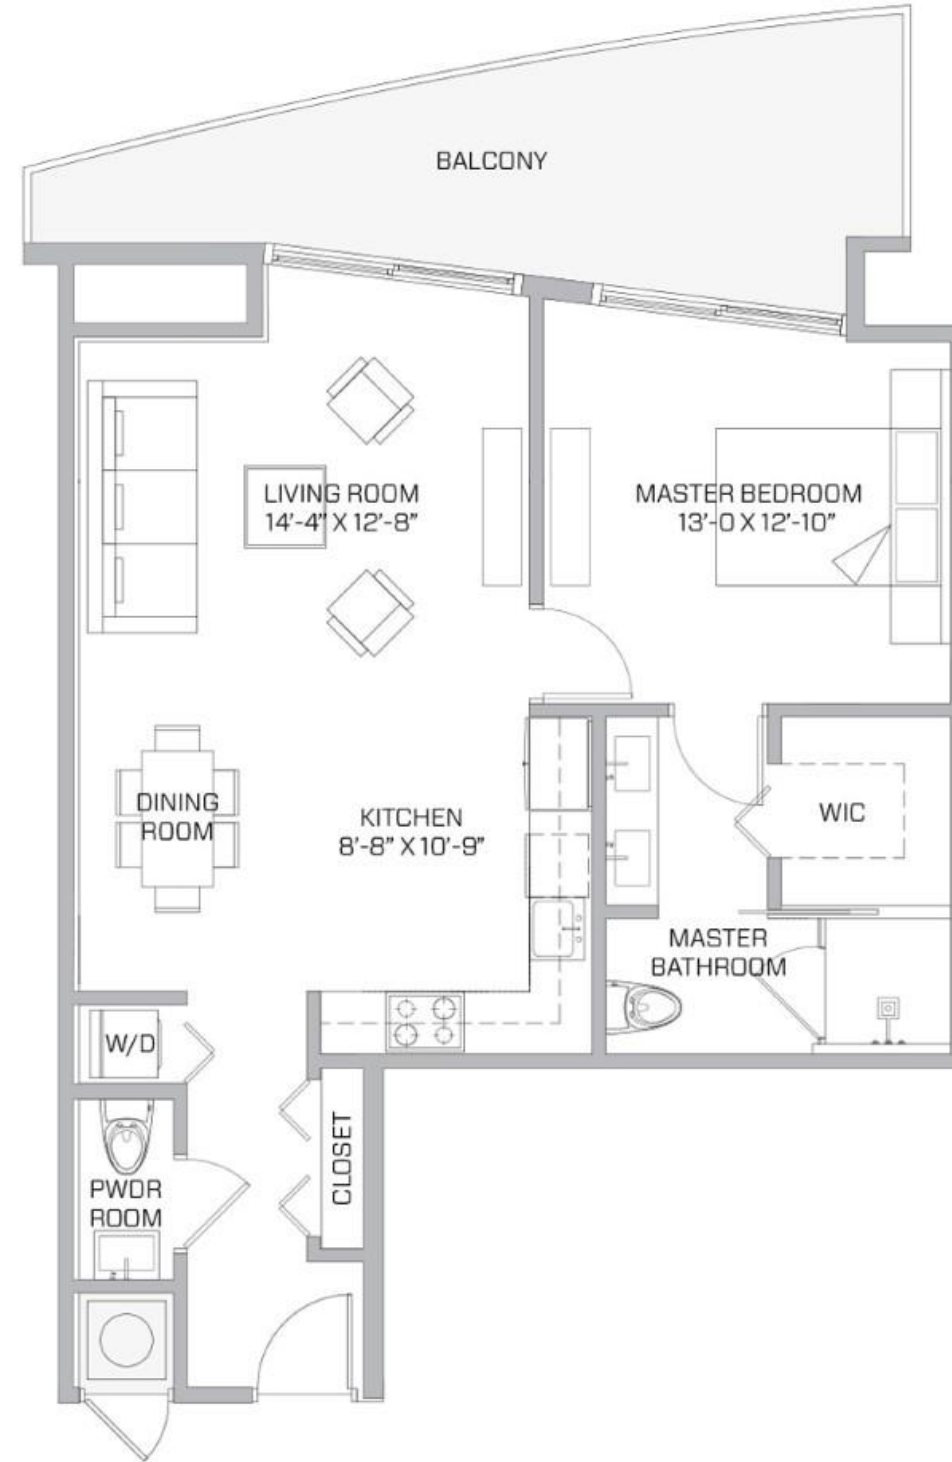 BALCONY
LIVING ROOM
14'-4" X 12'-8"
MASTER BEDROOM
13'-0 X 12'-10"
DINING
ROOM
KITCHEN
8'-8" X 10'-9"
WIC
MASTER
BATHROOM
W/D
CLOSET
PWDR
ROOM